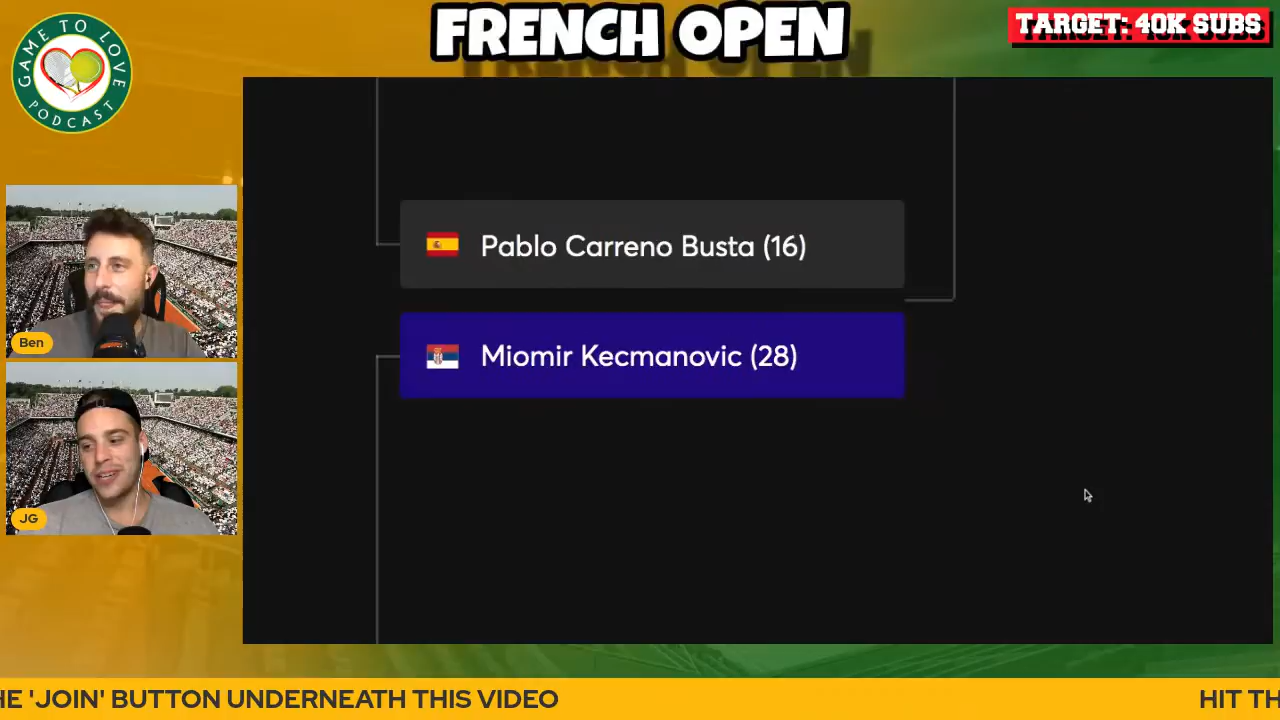 GAME TO LOVE
PODCAST
FRENCH OPEN
TARGET: 40K SUBS
Pablo Carreno Busta (16)
Miomir Kecmanovic (28)
Ben
JG
HE 'JOIN' BUTTON UNDERNEATH THIS VIDEO
HIT TH